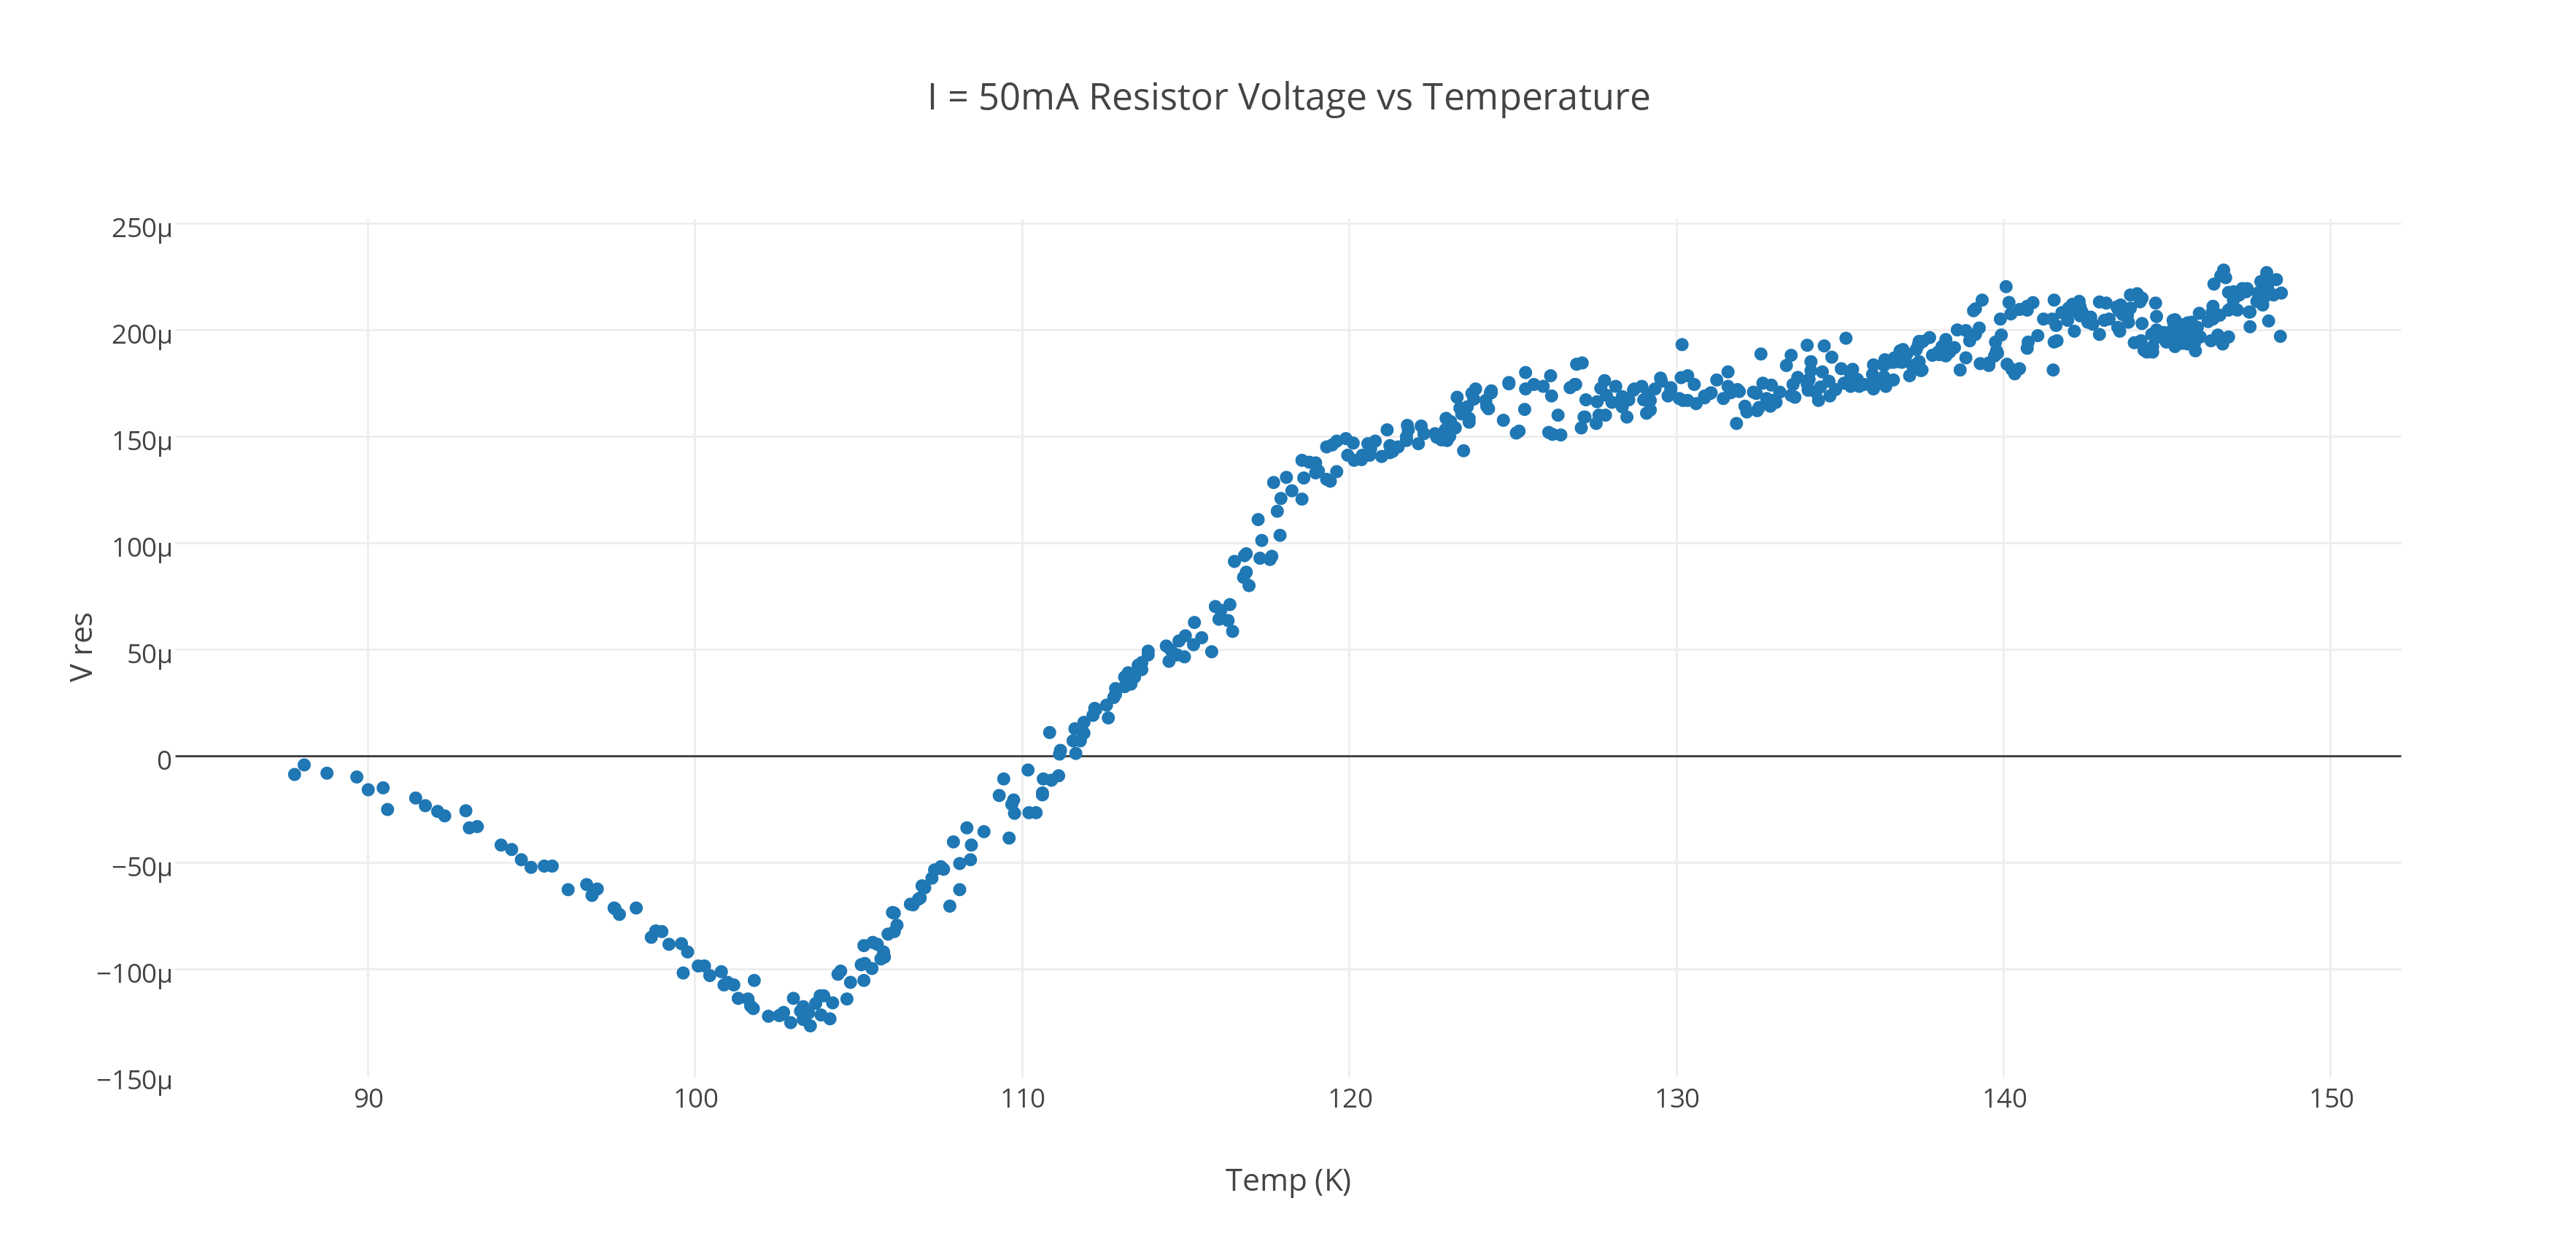 I = 50mA Resistor Voltage vs Temperature
250μ
200μ
150μ
100μ
50μ
0
−50μ
−100μ
−150μ
V res
90 100 110 120 130 140 150
Temp (K)